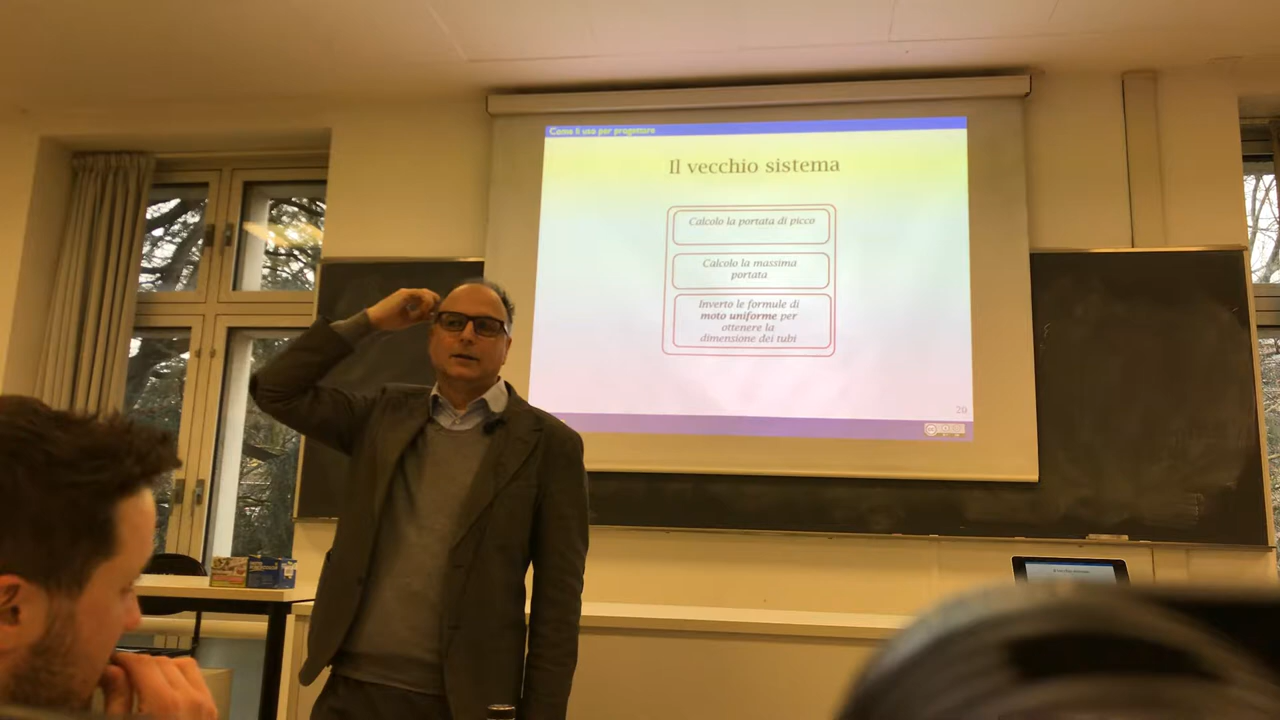 Come li uso per progettare
Il vecchio sistema
Calcolo la portata di picco
Calcolo la massima
portata
Inverto le formule di
moto uniforme per
ottenere la
dimensione dei tubi
20